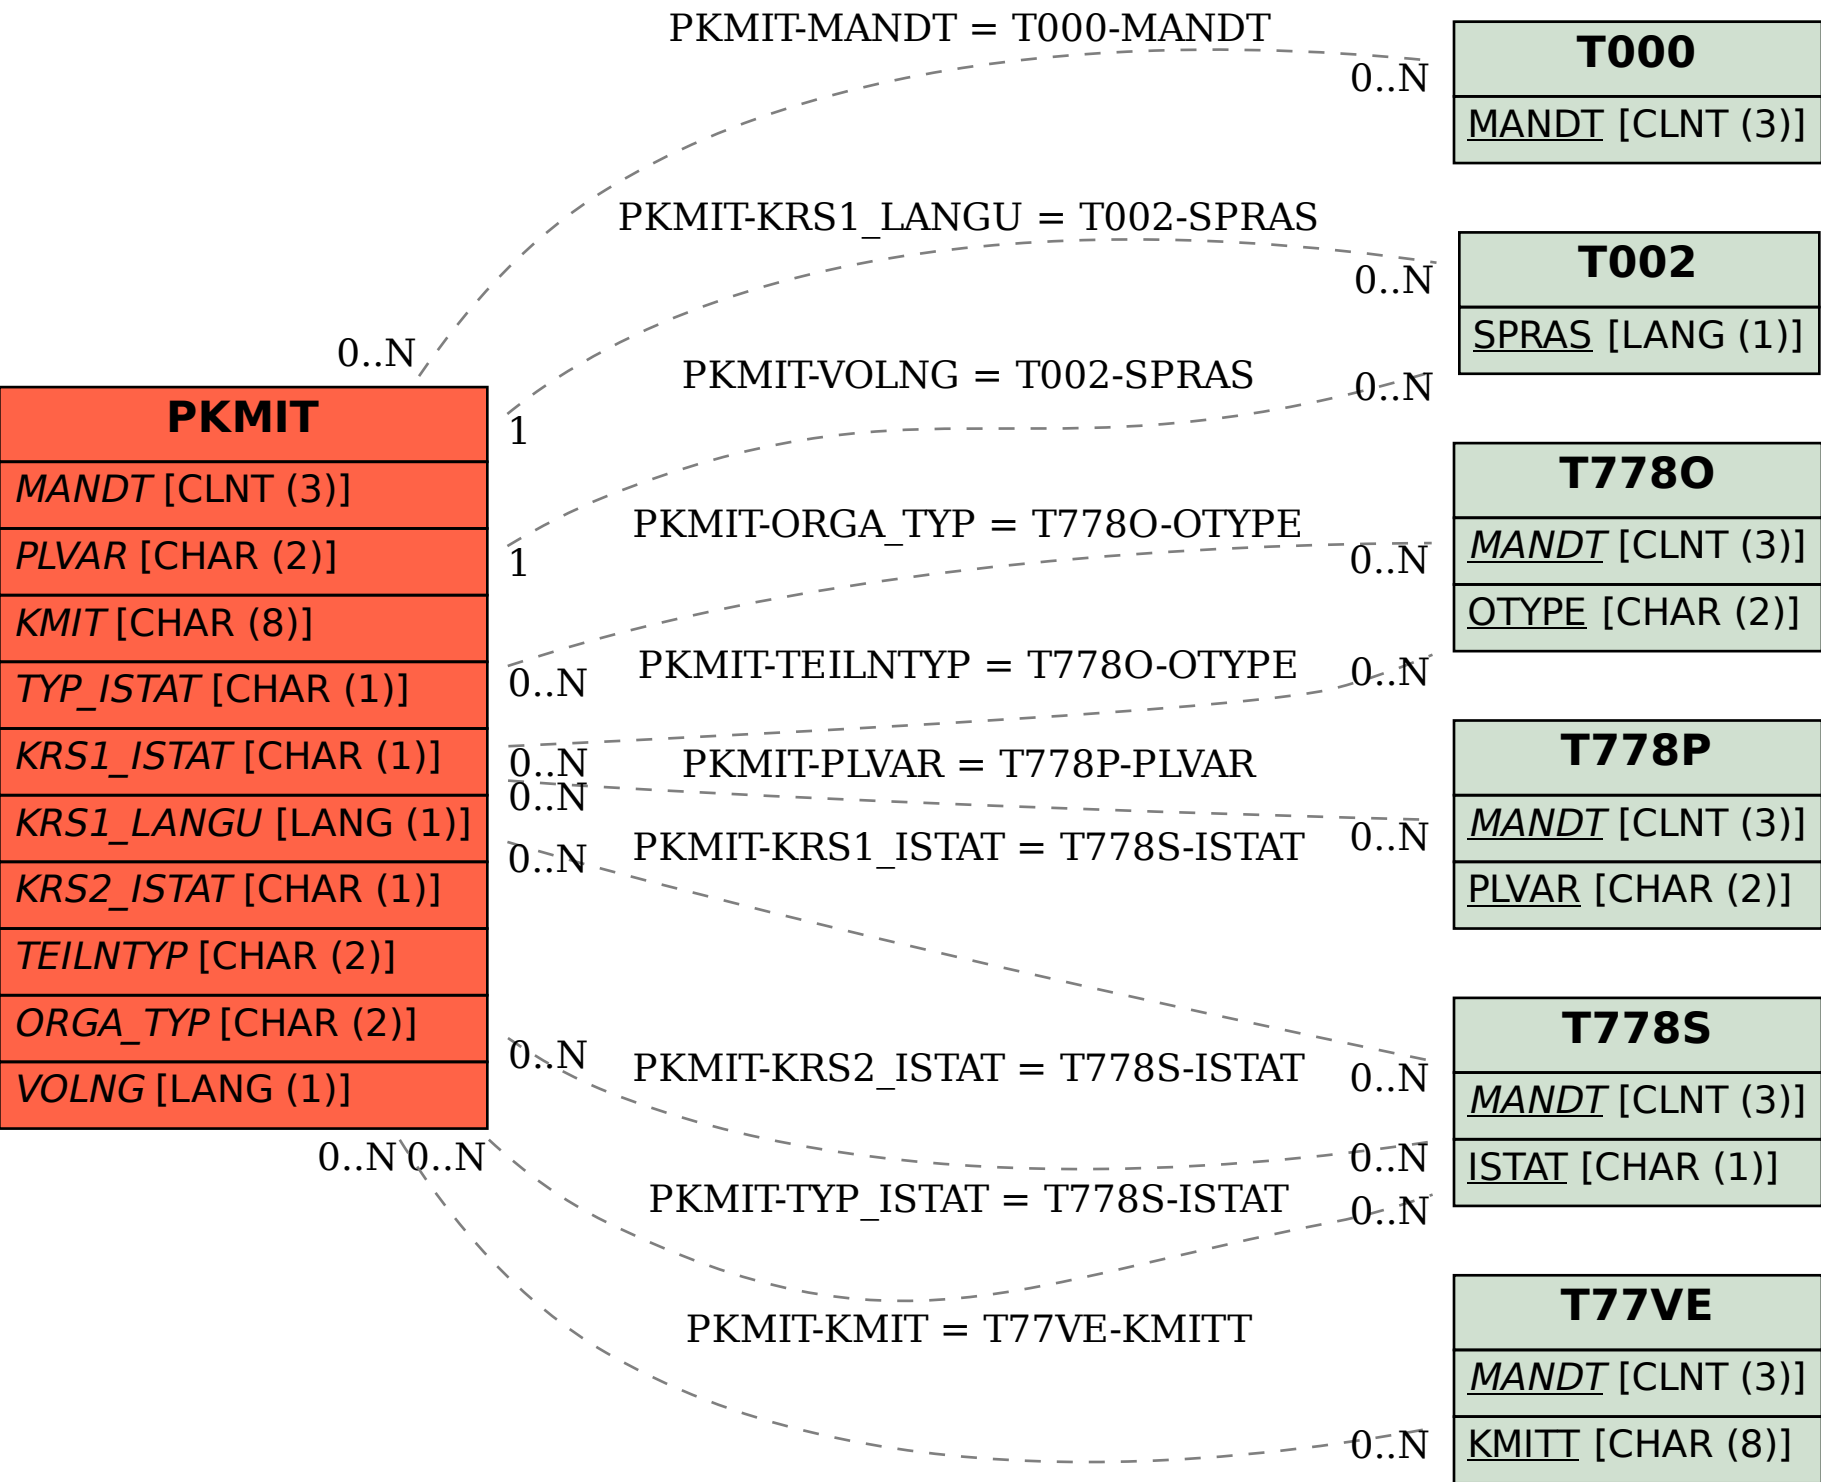 PKMIT-MANDT = T000-MANDT
0..N
0..N
T000
MANDT [CLNT (3)]
PKMIT-KRS1_LANGU = T002-SPRAS
0..N
1
T002
SPRAS [LANG (1)]
PKMIT-VOLNG = T002-SPRAS
0..N
1
PKMIT
MANDT [CLNT (3)]
PLVAR [CHAR (2)]
KMIT [CHAR (8)]
TYP_ISTAT [CHAR (1)]
KRS1_ISTAT [CHAR (1)]
KRS1_LANGU [LANG (1)]
KRS2_ISTAT [CHAR (1)]
TEILNTYP [CHAR (2)]
ORGA_TYP [CHAR (2)]
VOLNG [LANG (1)]
PKMIT-ORGA_TYP = T778O-OTYPE
0..N
0..N
T778O
MANDT [CLNT (3)]
OTYPE [CHAR (2)]
PKMIT-TEILNTYP = T778O-OTYPE
0..N
0..N
PKMIT-PLVAR = T778P-PLVAR
0..N
0..N
T778P
MANDT [CLNT (3)]
PLVAR [CHAR (2)]
PKMIT-KRS1_ISTAT = T778S-ISTAT
0..N
0..N
T778S
MANDT [CLNT (3)]
ISTAT [CHAR (1)]
PKMIT-KRS2_ISTAT = T778S-ISTAT
0..N
0..N
PKMIT-TYP_ISTAT = T778S-ISTAT
0..N
0..N
PKMIT-KMIT = T77VE-KMITT
0..N
0..N
T77VE
MANDT [CLNT (3)]
KMITT [CHAR (8)]